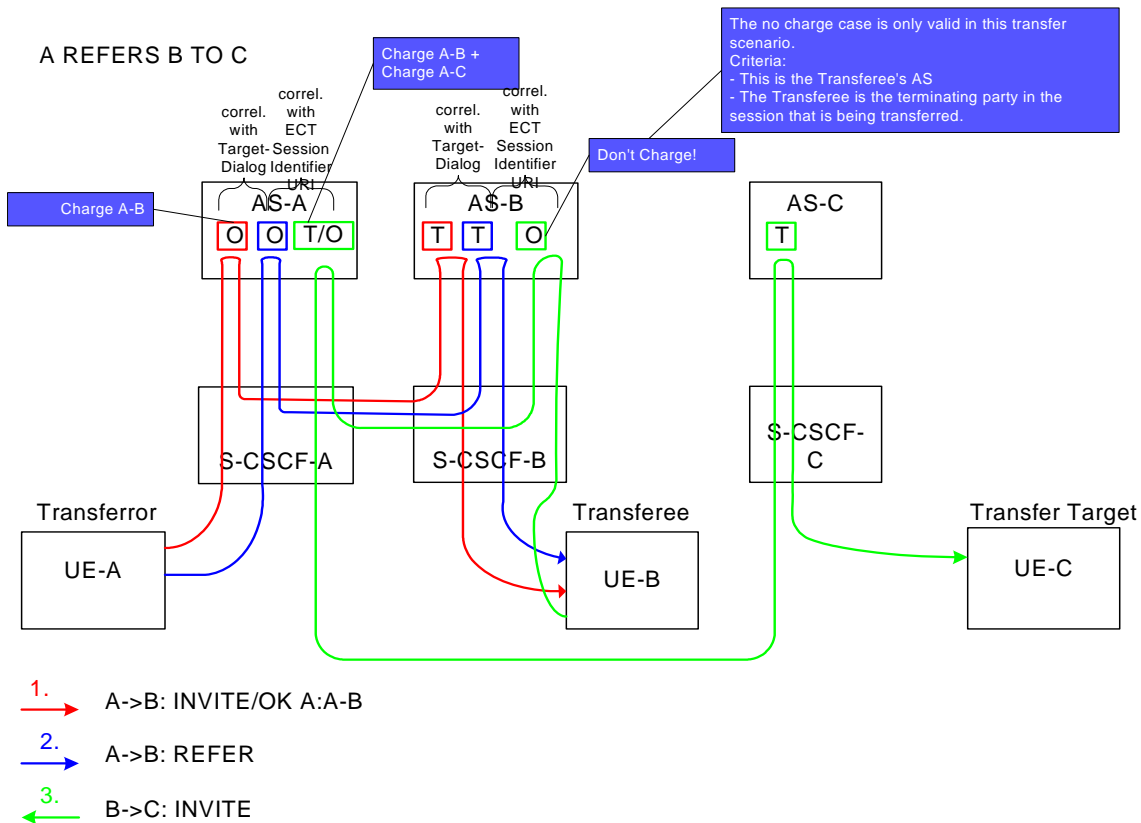 A REFERS B TO C
Charge A-B +
Charge A-C
The no charge case is only valid in this transfer
scenario.
Criteria:
- This is the Transferee's AS
- The Transferee is the terminating party in the
session that is being transferred.
correl.
with
Target-
Dialog
correl.
with
ECT
Session
Identifier
URI
correl.
with
Target-
Dialog
correl.
with
ECT
Session
Identifier
URI
Don't Charge!
Charge A-B
AS-A
O
O
T/O
AS-B
T
T
O
AS-C
T
S-CSCF-A
S-CSCF-B
S-CSCF-
C
Transferror
UE-A
Transferee
UE-B
Transfer Target
UE-C
1.
A->B: INVITE/OK A:A-B
2.
A->B: REFER
3.
B->C: INVITE